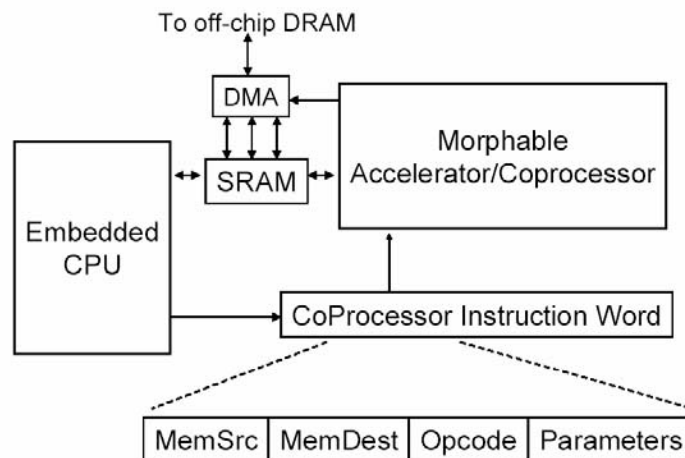 To off-chip DRAM
DMA
SRAM
Morphable
Accelerator/Coprocessor
Embedded
CPU
CoProcessor Instruction Word
MemSrc MemDest Opcode Parameters